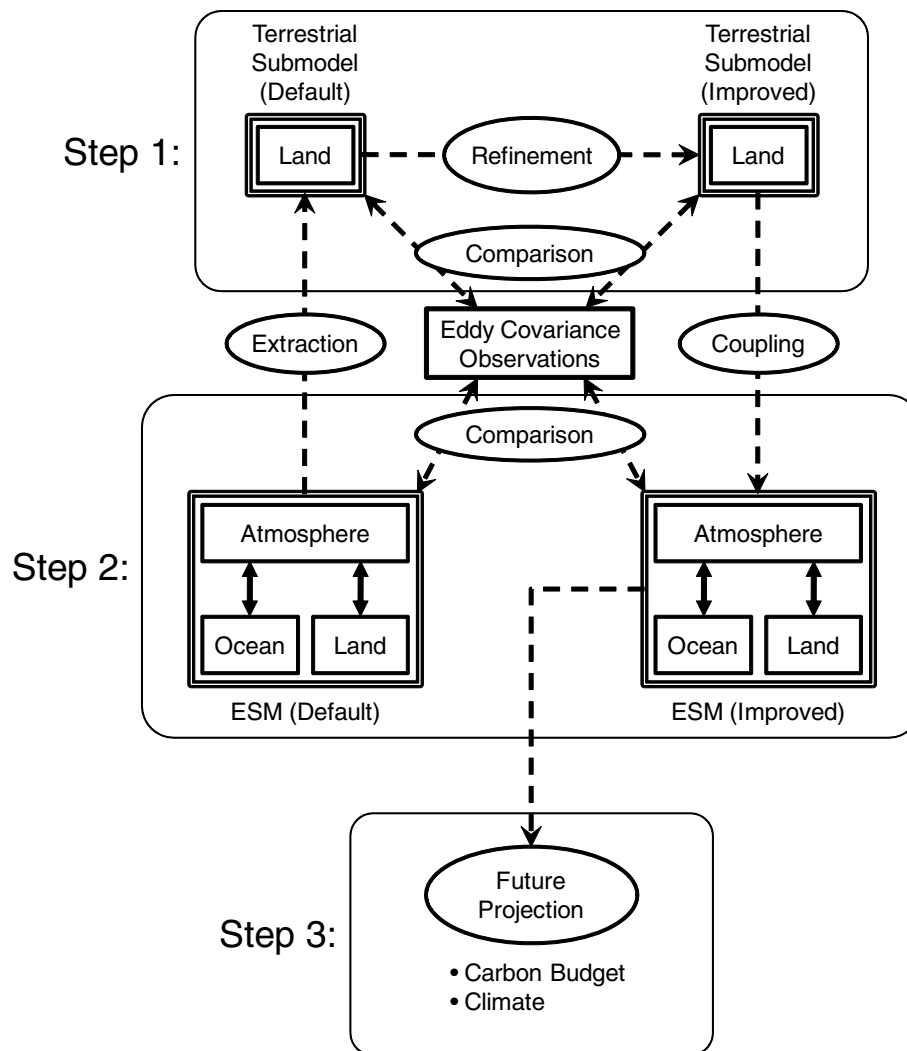 Terrestrial
Submodel
(Default)
Terrestrial
Submodel
(Improved)
Step 1:
Land
Refinement
Land
Comparison
Extraction
Eddy Covariance
Observations
Coupling
Comparison
Step 2:
Atmosphere
Ocean
Land
ESM (Default)
Atmosphere
Ocean
Land
ESM (Improved)
Step 3:
Future
Projection
• Carbon Budget
• Climate